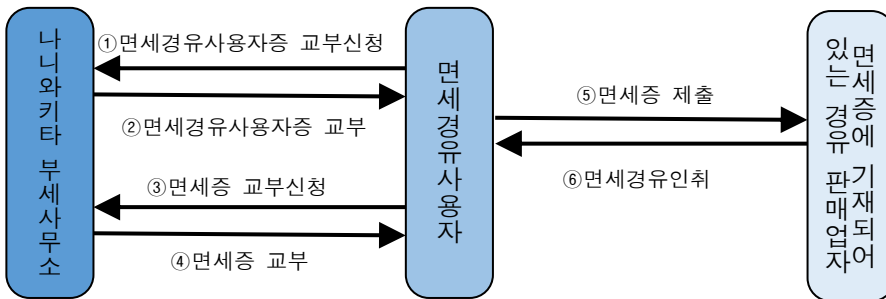 나니와키타 부세사무소
①면세경유사용자증 교부신청
②면세경유사용자증 교부
③면세증 교부신청
④면세증 교부
면세경유사용자
⑤면세증 제출
⑥면세경유인취
면세증에 기재되어
있는 경유 판매업자